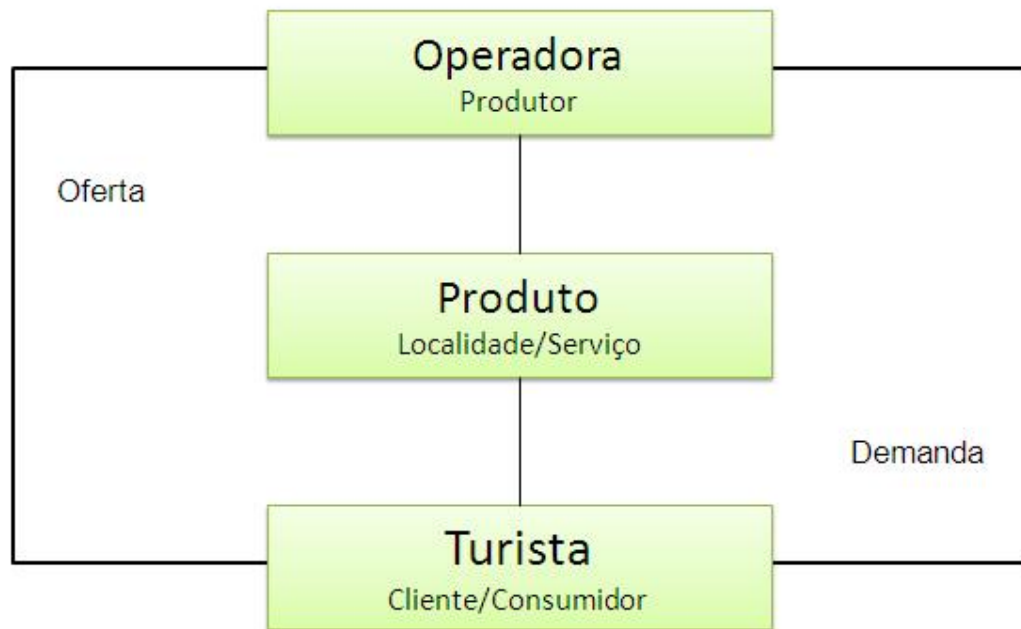 Operadora
Produtor
Oferta
Produto
Localidade/Serviço
Demanda
Turista
Cliente/Consumidor